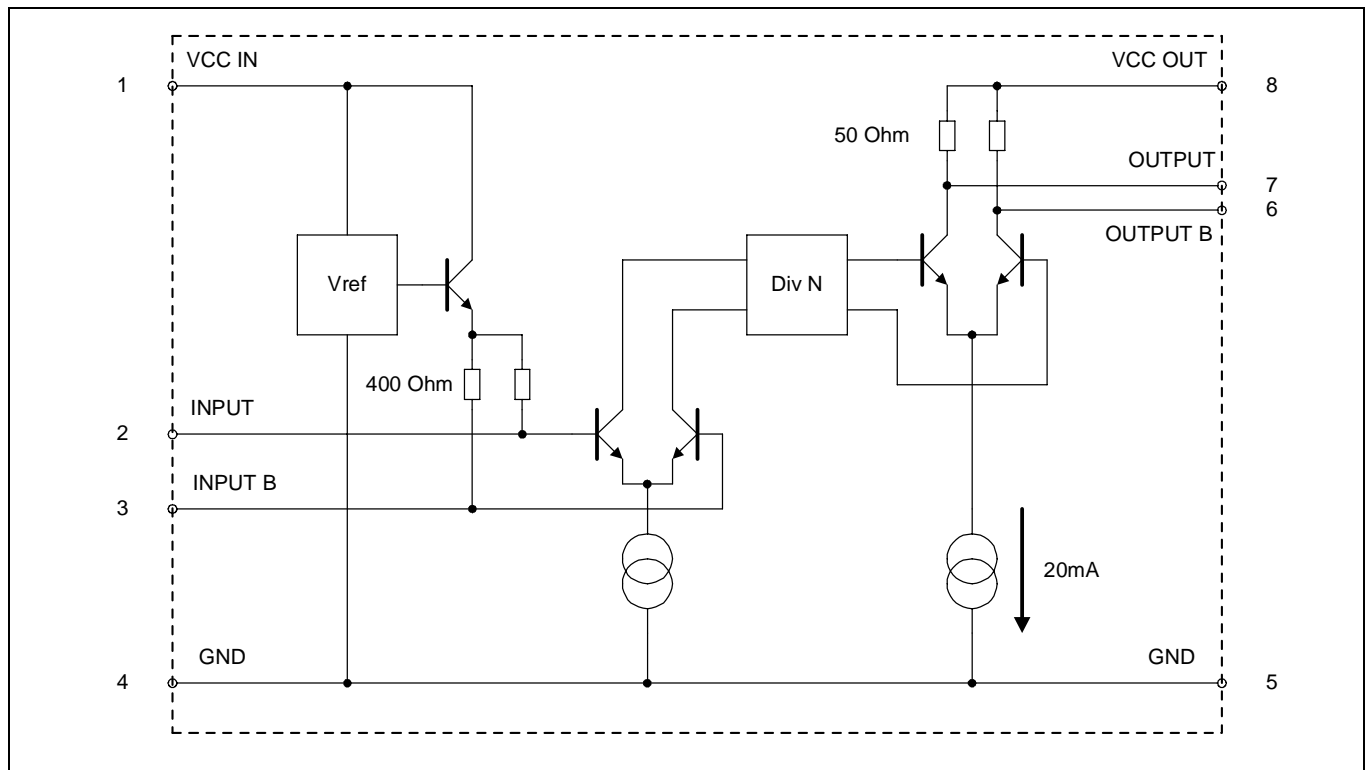 VCC IN
VCC OUT
1
8
50 Ohm
OUTPUT
7
6
OUTPUT B
Vref
Div N
400 Ohm
INPUT
2
INPUT B
3
20mA
GND
GND
4
5